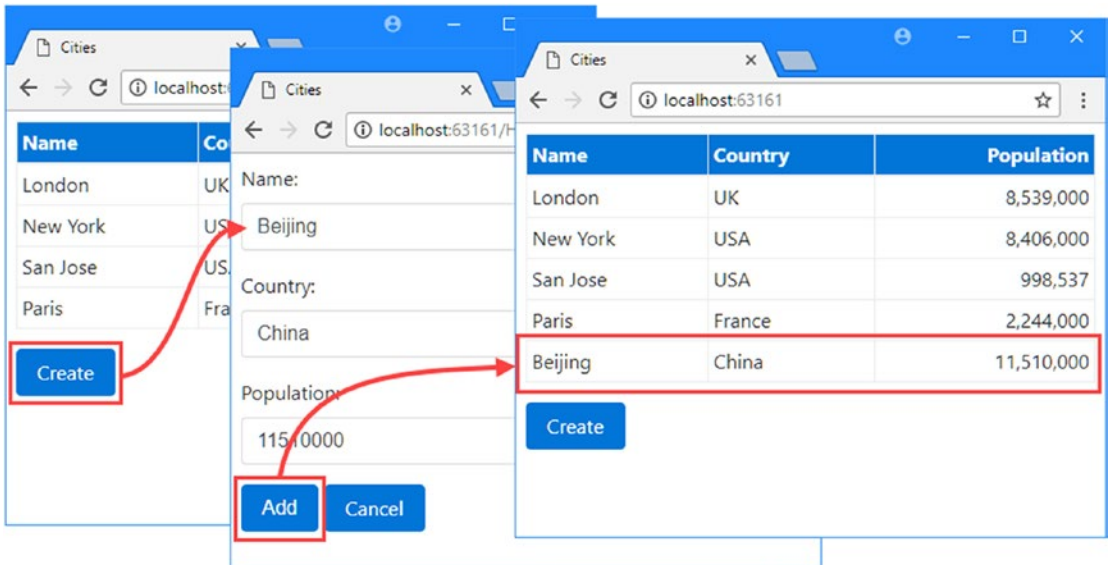 Cities
localhost:
Name Co
London UK
New York US
San Jose US
Paris Fra
Create
Cities
localhost:63161/H
Name:
Beijing
Country:
China
Population:
11510000
Add Cancel
Cities
localhost:63161
Name Country Population
London UK 8,539,000
New York USA 8,406,000
San Jose USA 998,537
Paris France 2,244,000
Beijing China 11,510,000
Create